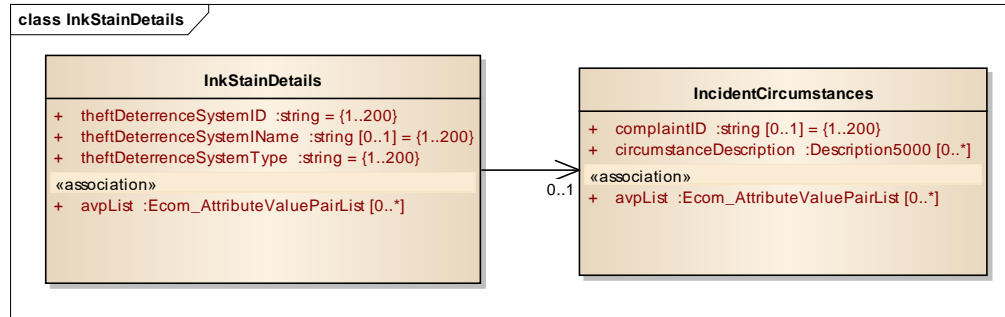 class InkStainDetails
InkStainDetails
+ theftDeterrenceSystemID :string = {1..200}
+ theftDeterrenceSystemIName :string [0..1] = {1..200}
+ theftDeterrenceSystemType :string = {1..200}
«association»
+ avpList :Ecom_AttributeValuePairList [0..*]
0..1
IncidentCircumstances
+ complaintID :string [0..1] = {1..200}
+ circumstanceDescription :Description5000 [0..*]
«association»
+ avpList :Ecom_AttributeValuePairList [0..*]